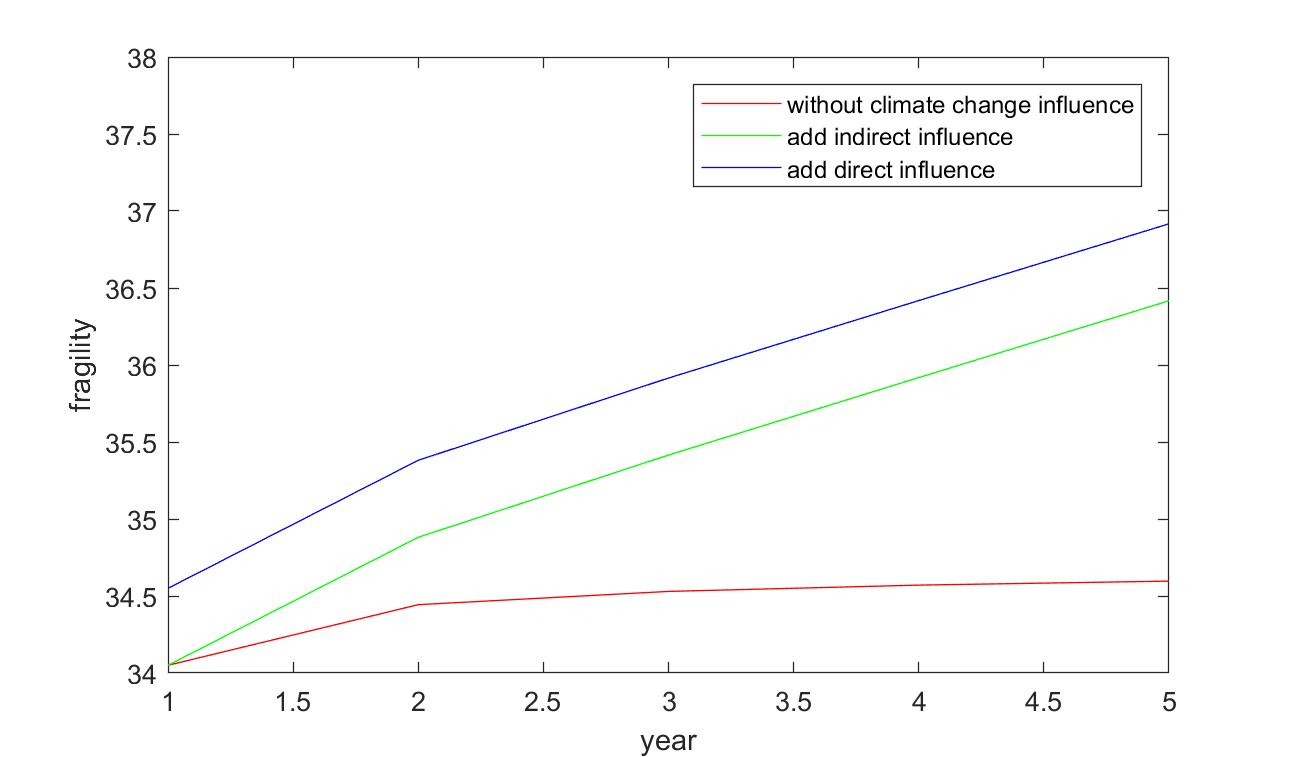 38
37.5
37
36.5
36
35.5
35
34.5
34
fragility
without climate change influence
add indirect influence
add direct influence
1 1.5 2 2.5 3 3.5 4 4.5 5
year